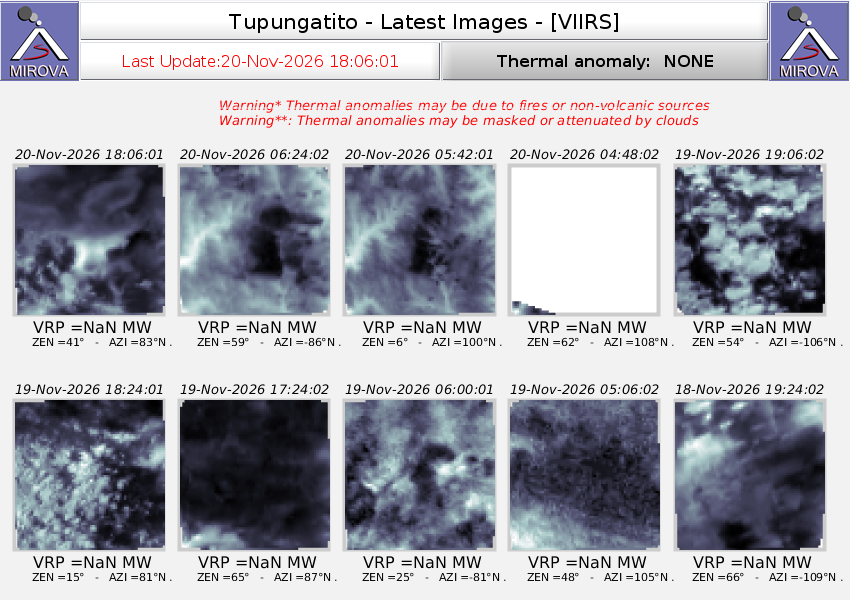 Tupungatito - Latest Images - [VIIRS]
MIROVA
Last Update:20-Nov-2026 18:06:01
Thermal anomaly: NONE
MIROVA
Warning* Thermal anomalies may be due to fires or non-volcanic sources
Warning**: Thermal anomalies may be masked or attenuated by clouds
20-Nov-2026 18:06:01
20-Nov-2026 06:24:02
20-Nov-2026 05:42:01
20-Nov-2026 04:48:02
19-Nov-2026 19:06:02
VRP =NaN MW
VRP =NaN MW
VRP =NaN MW
VRP =NaN MW
VRP =NaN MW
ZEN =41° - AZI =83°N .
ZEN =59° - AZI =-86°N .
ZEN =6° - AZI =100°N .
ZEN =62° - AZI =108°N .
ZEN =54° - AZI =-106°N .
19-Nov-2026 18:24:01
19-Nov-2026 17:24:02
19-Nov-2026 06:00:01
19-Nov-2026 05:06:02
18-Nov-2026 19:24:02
VRP =NaN MW
VRP =NaN MW
VRP =NaN MW
VRP =NaN MW
VRP =NaN MW
ZEN =15° - AZI =81°N .
ZEN =65° - AZI =87°N .
ZEN =25° - AZI =-81°N .
ZEN =48° - AZI =105°N .
ZEN =66° - AZI =-109°N .